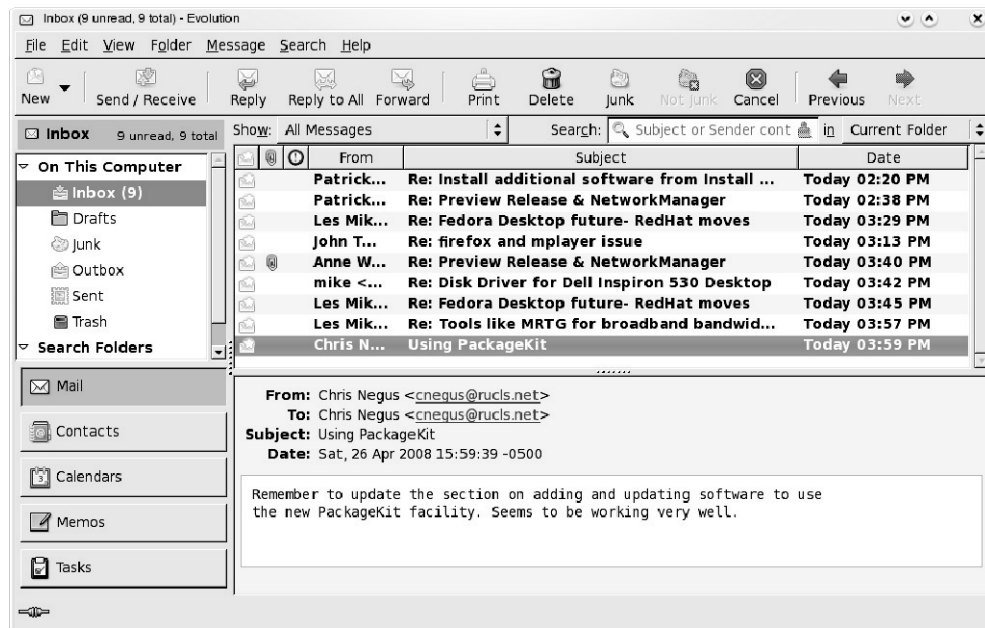 Inbox (9 unread, 9 total) - Evolution
File Edit View Folder Message Search Help
New Send / Receive Reply Reply to All Forward Print Delete Junk Not Junk Cancel Previous Next
Inbox 9 unread, 9 total Show: All Messages Search: Subject or Sender cont in Current Folder
On This Computer
Inbox (9)
Drafts
Junk
Outbox
Sent
Trash
Search Folders
Mail
Contacts
Calendars
Memos
Tasks
From Subject Date
Patrick... Re: Install additional software from Install ... Today 02:20 PM
Patrick... Re: Preview Release & NetworkManager Today 02:38 PM
Les Mik... Re: Fedora Desktop future- RedHat moves Today 03:29 PM
John T... Re: firefox and mplayer issue Today 03:13 PM
Anne W... Re: Preview Release & NetworkManager Today 03:40 PM
mike <... Re: Disk Driver for Dell Inspiron 530 Desktop Today 03:42 PM
Les Mik... Re: Fedora Desktop future- RedHat moves Today 03:45 PM
Les Mik... Re: Tools like MRTG for broadband bandwid... Today 03:57 PM
Chris N... Using PackageKit Today 03:59 PM
From: Chris Negus <cnegus@rucls.net>
To: Chris Negus <cnegus@rucls.net>
Subject: Using PackageKit
Date: Sat, 26 Apr 2008 15:59:39 -0500
Remember to update the section on adding and updating software to use
the new PackageKit facility. Seems to be working very well.